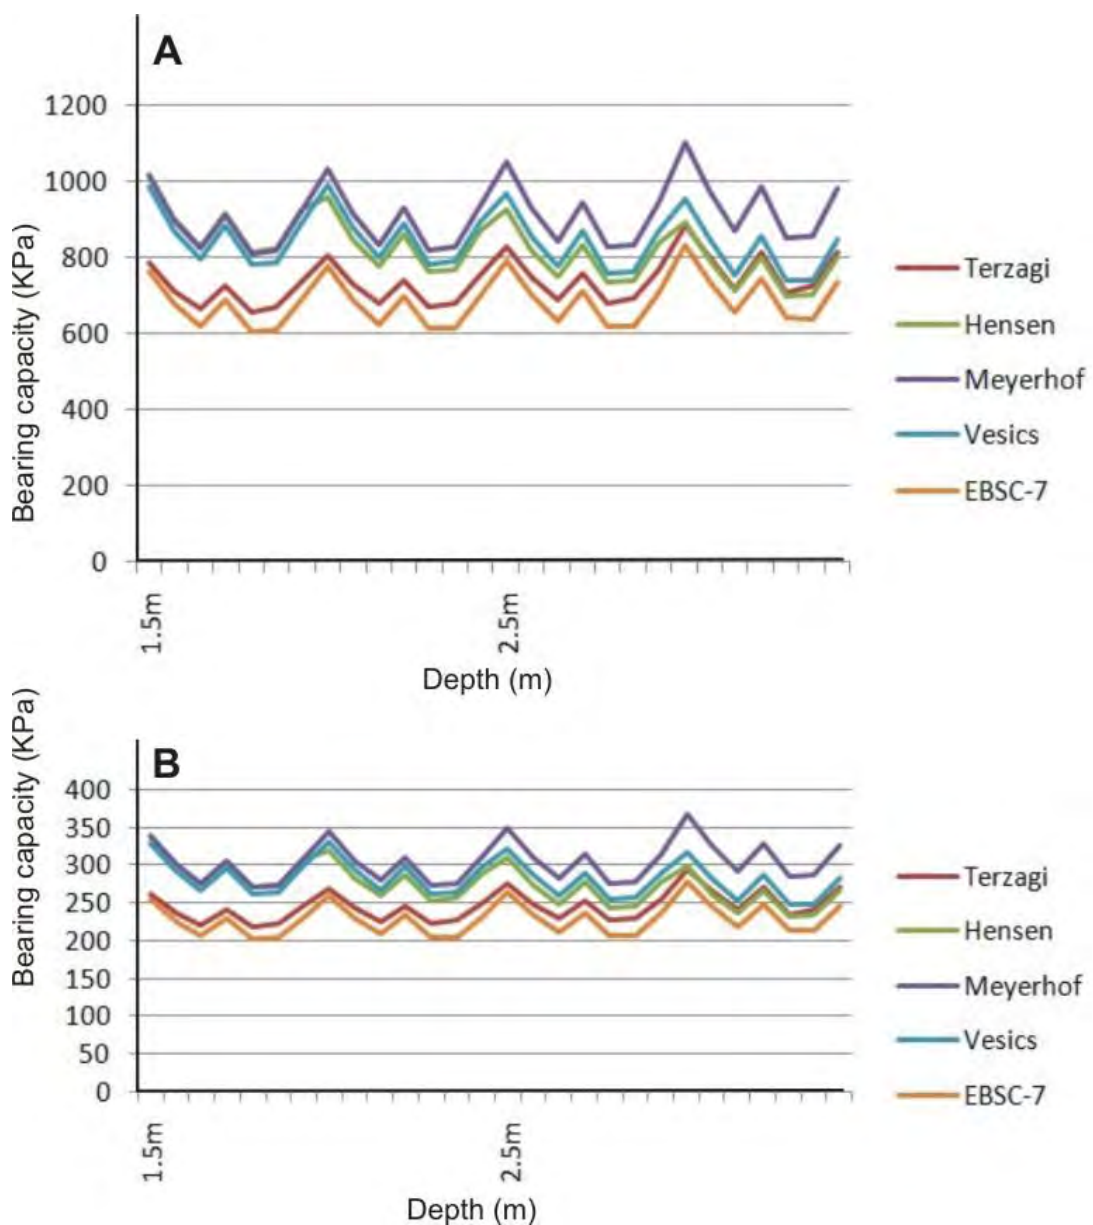 A
Bearing capacity (KPa)
1200
1000
800
600
400
200
0
1.5m
2.5m
Depth (m)
Terzagi
Hensen
Meyerhof
Vesics
EBSC-7
B
Bearing capacity (KPa)
400
350
300
250
200
150
100
50
0
1.5m
2.5m
Depth (m)
Terzagi
Hensen
Meyerhof
Vesics
EBSC-7